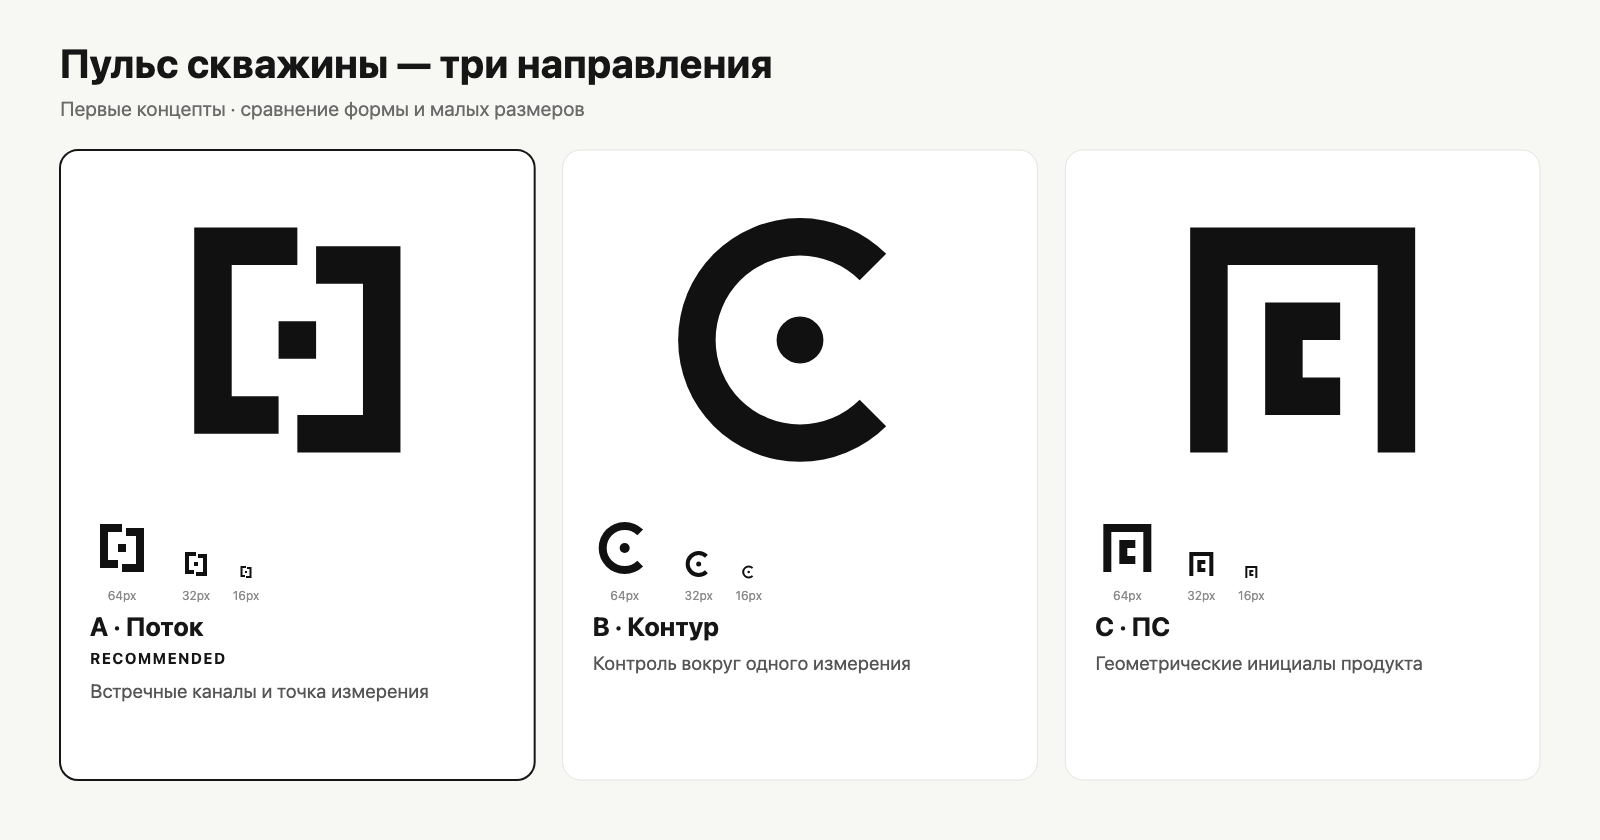 Пульс скважины — три направления
Первые концепты · сравнение формы и малых размеров
64px 32px 16px
А · Поток
RECOMMENDED
Встречные каналы и точка измерения
64px 32px 16px
B · Контур
Контроль вокруг одного измерения
64px 32px 16px
C · ПС
Геометрические инициалы продукта